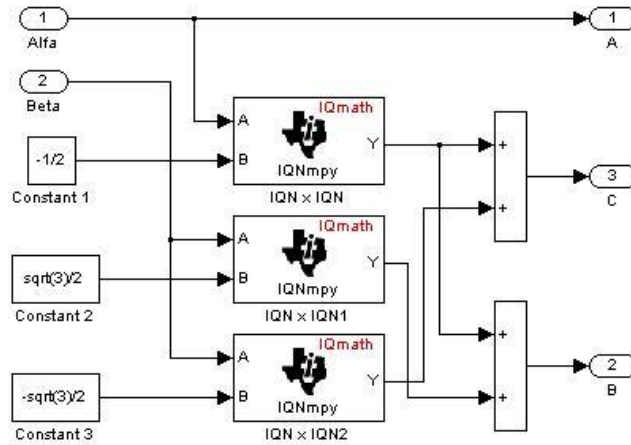 1
Alfa
1
A
2
Beta
IQmath
A
B
Y
IQNmpy
IQN x IQN
-1/2
Constant 1
+
+
3
C
IQmath
A
B
Y
IQNmpy
IQN x IQN1
sqrt(3)/2
Constant 2
IQmath
A
B
Y
IQNmpy
IQN x IQN2
-sqrt(3)/2
Constant 3
+
+
2
B